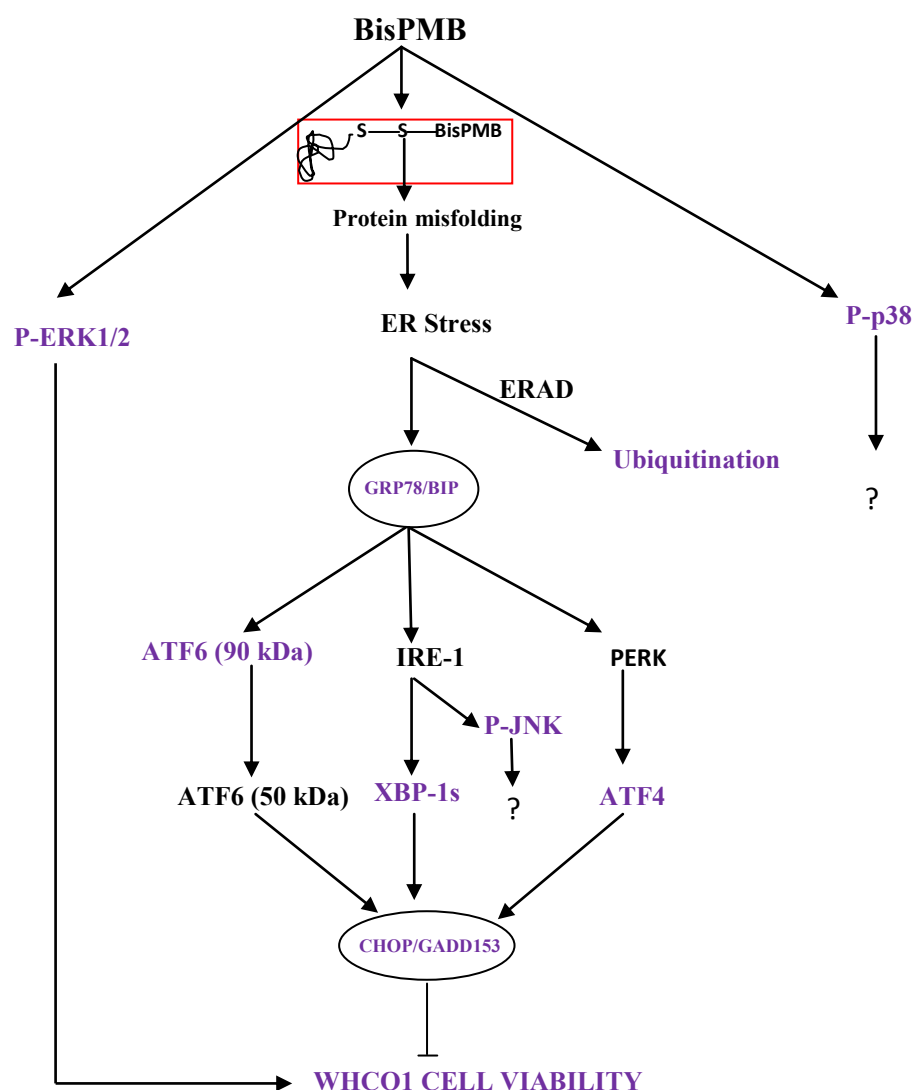 BisPMB
S—S—BisPMB
Protein misfolding
P-ERK1/2
ER Stress
P-p38
ERAD
Ubiquitination
GRP78/BIP
?
ATF6 (90 kDa)
IRE-1
PERK
P-JNK
ATF6 (50 kDa)
XBP-1s
?
ATF4
CHOP/GADD153
WHCO1 CELL VIABILITY